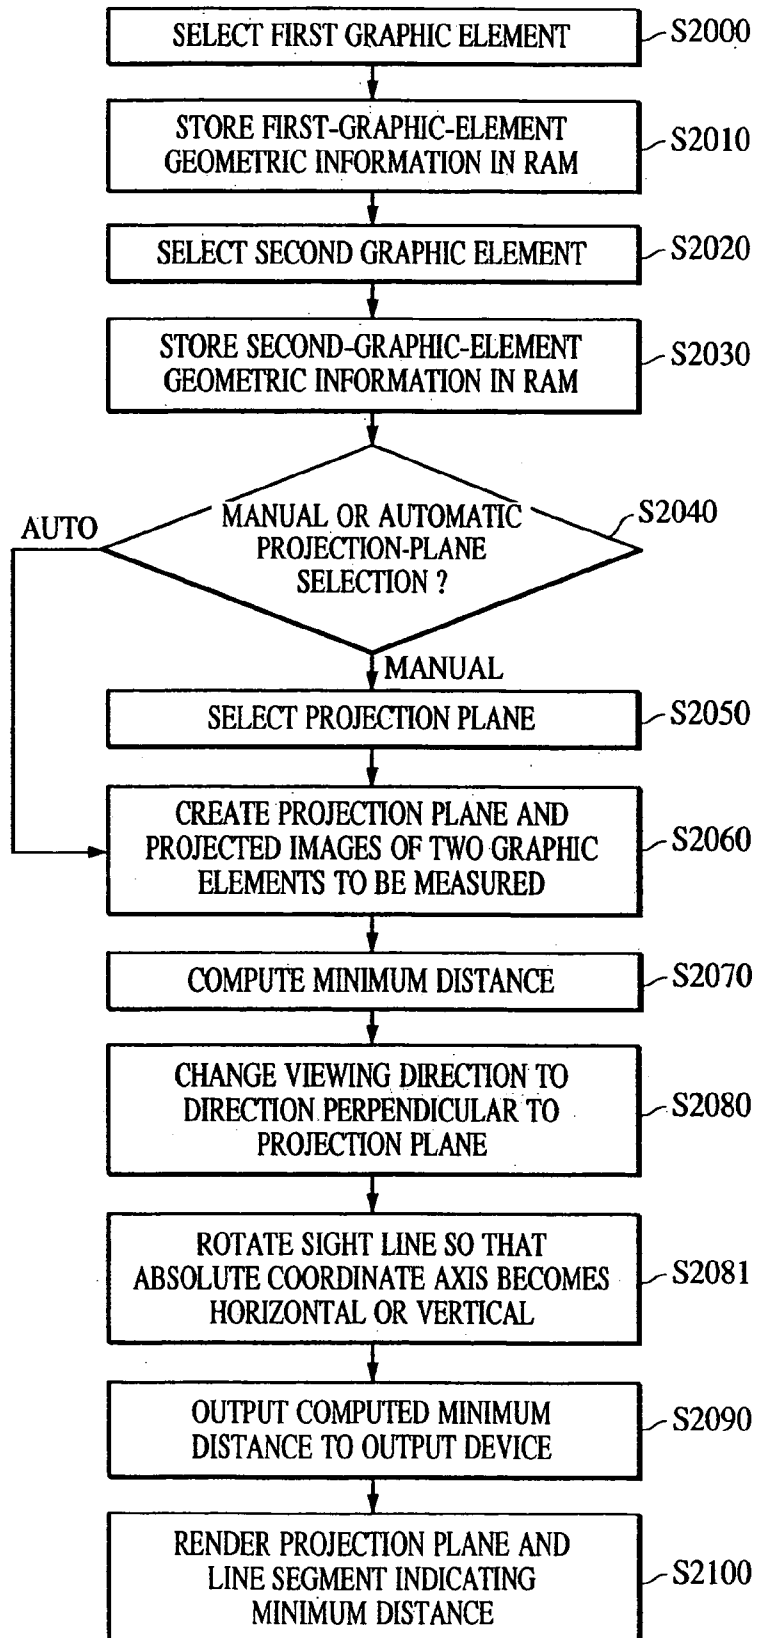 SELECT FIRST GRAPHIC ELEMENT
S2000
STORE FIRST-GRAPHIC-ELEMENT
GEOMETRIC INFORMATION IN RAM
S2010
SELECT SECOND GRAPHIC ELEMENT
S2020
STORE SECOND-GRAPHIC-ELEMENT
GEOMETRIC INFORMATION IN RAM
S2030
MANUAL OR AUTOMATIC
PROJECTION-PLANE
SELECTION ?
S2040
AUTO
MANUAL
SELECT PROJECTION PLANE
S2050
CREATE PROJECTION PLANE AND
PROJECTED IMAGES OF TWO GRAPHIC
ELEMENTS TO BE MEASURED
S2060
COMPUTE MINIMUM DISTANCE
S2070
CHANGE VIEWING DIRECTION TO
DIRECTION PERPENDICULAR TO
PROJECTION PLANE
S2080
ROTATE SIGHT LINE SO THAT
ABSOLUTE COORDINATE AXIS BECOMES
HORIZONTAL OR VERTICAL
S2081
OUTPUT COMPUTED MINIMUM
DISTANCE TO OUTPUT DEVICE
S2090
RENDER PROJECTION PLANE AND
LINE SEGMENT INDICATING
MINIMUM DISTANCE
S2100